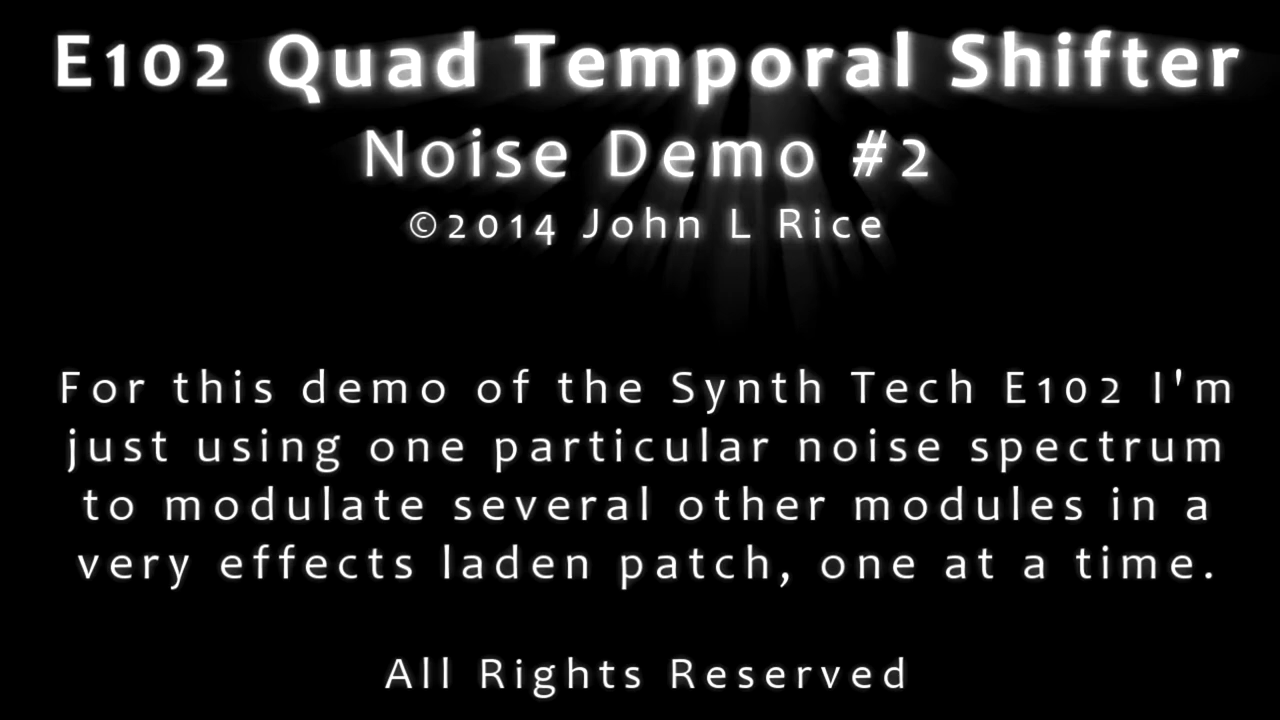 E102 Quad Temporal Shifter
Noise Demo #2
©2014 John L Rice
For this demo of the Synth Tech E102 I'm
just using one particular noise spectrum
to modulate several other modules in a
very effects laden patch, one at a time.
All Rights Reserved